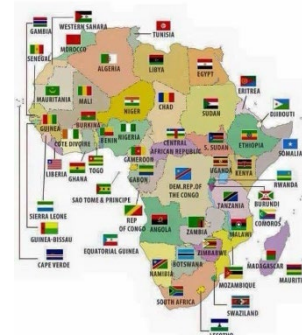 WESTERN SAHARA
GAMBIA
TUNISIA
MOROCCO
SENEGAL
ALGERIA
LIBYA
EGYPT
ERITREA
MAURITANIA
MALI
NIGER
CHAD
SUDAN
DJIBOUTI
GUINEA
BURKINA
COTE DIVOIRE
BENIN
NIGERIA
CENTRAL
AFRICAN REPUBLIC
S. SUDAN
ETHIOPIA
SOMALIA
LIBERIA
GHANA
TOGO
CAMEROON
UGANDA
KENYA
GABON
SAO TOME & PRINCIPE
DEM.REP.OF
THE CONGO
RWANDA
SIERRA LEONE
REP
OF CONGO
TANZANIA
BURUNDI
COMOROS
GUINEA-BISSAU
ANGOLA
ZAMBIA
MALAWI
EQUATORIAL GUINEA
CAPE VERDE
ZIMBABWE
NAMIBIA
BOTSWANA
MADAGASCAR
MAURIT
MOZAMBIQUE
SOUTH AFRICA
SWAZILAND